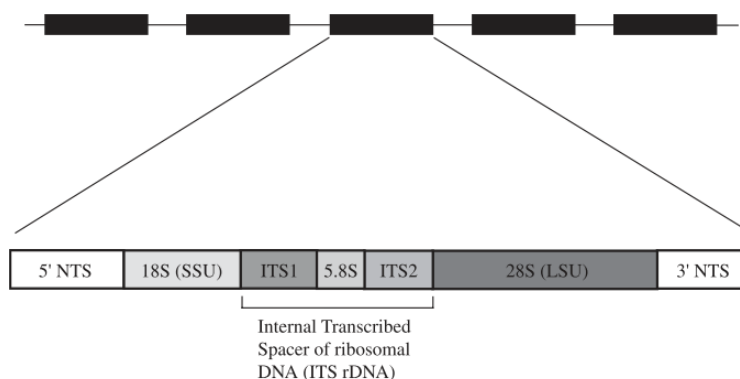 5' NTS 18S (SSU) ITS1 5.8S ITS2 28S (LSU) 3' NTS
Internal Transcribed
Spacer of ribosomal
DNA (ITS rDNA)